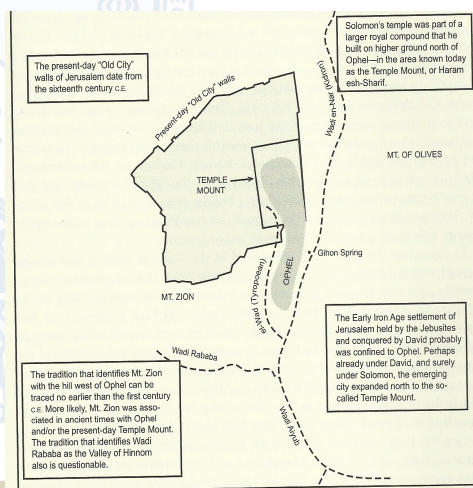 The present-day "Old City"
walls of Jerusalem date from
the sixteenth century C.E.
Solomon's temple was part of a
larger royal compound that he
built on higher ground north of
Ophel—in the area known today
as the Temple Mount, or Haram
esh-Sharif.
Present-day "Old City" walls
Wadi en-Nar (Kidron)
MT. OF OLIVES
TEMPLE
MOUNT
OPHEL
Gihon Spring
el-Wad (Tyropoean)
MT. ZION
Wadi Rababa
Wadi Aiyub
The Early Iron Age settlement of
Jerusalem held by the Jebusites
and conquered by David probably
was confined to Ophel. Perhaps
already under David, and surely
under Solomon, the emerging
city expanded north to the so-
called Temple Mount.
The tradition that identifies Mt. Zion
with the hill west of Ophel can be
traced no earlier than the first century
C.E. More likely, Mt. Zion was asso-
ciated in ancient times with Ophel
and/or the present-day Temple Mount.
The tradition that identifies Wadi
Rababa as the Valley of Hinnom
also is questionable.